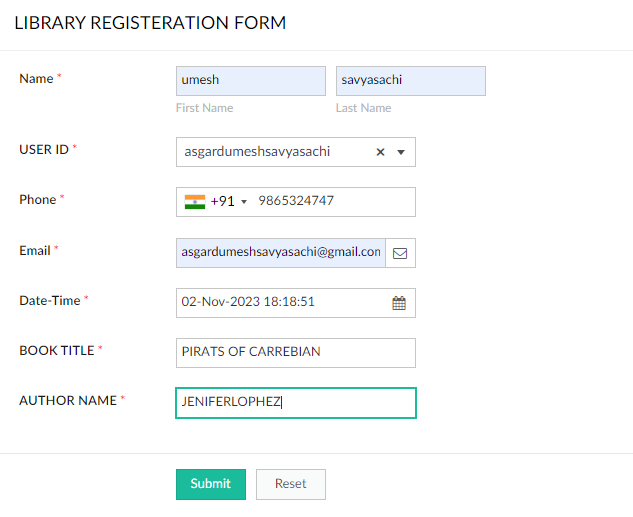 LIBRARY REGISTERATION FORM
Name * umesh savyasachi
First Name Last Name
USER ID * asgardumeshsavyasachi
Phone * +91 9865324747
Email * asgardumeshsavyasachi@gmail.con
Date-Time * 02-Nov-2023 18:18:51
BOOK TITLE * PIRATS OF CARREBIAN
AUTHOR NAME * JENIFERLOPHEZ
Submit Reset